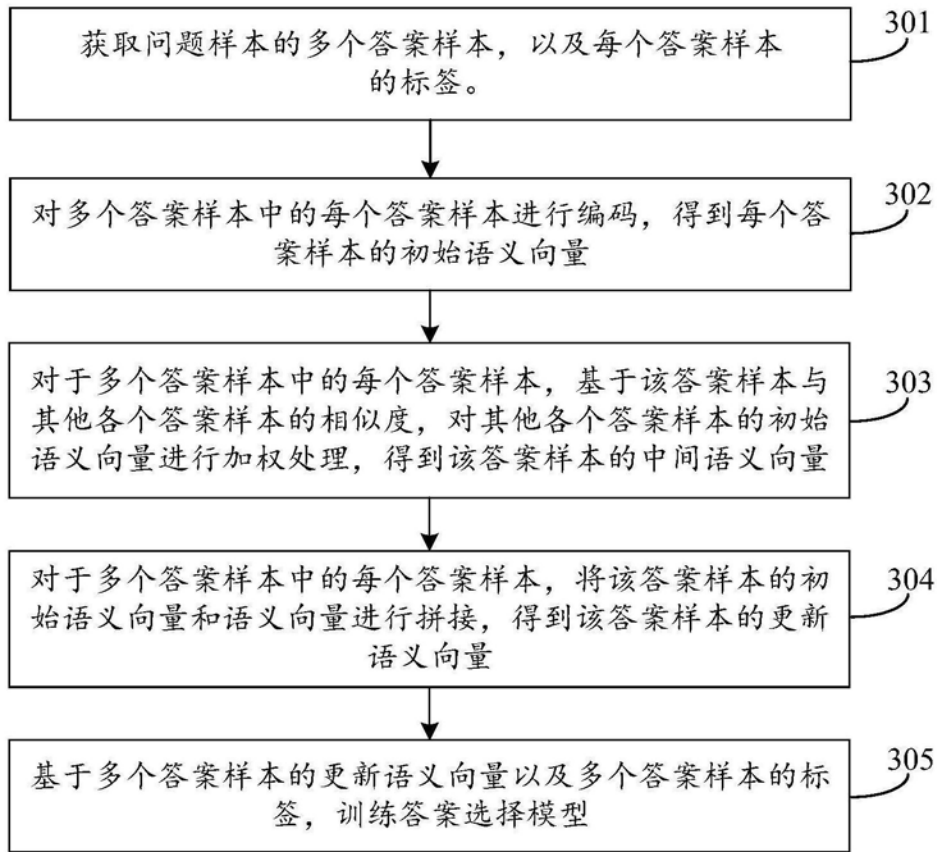 获取问题样本的多个答案样本，以及每个答案样本
的标签。
301
对多个答案样本中的每个答案样本进行编码，得到每个答
案样本的初始语义向量
302
对于多个答案样本中的每个答案样本，基于该答案样本与
其他各个答案样本的相似度，对其他各个答案样本的初始
语义向量进行加权处理，得到该答案样本的中间语义向量
303
对于多个答案样本中的每个答案样本，将该答案样本的初
始语义向量和语义向量进行拼接，得到该答案样本的更新
语义向量
304
基于多个答案样本的更新语义向量以及多个答案样本的标
签，训练答案选择模型
305